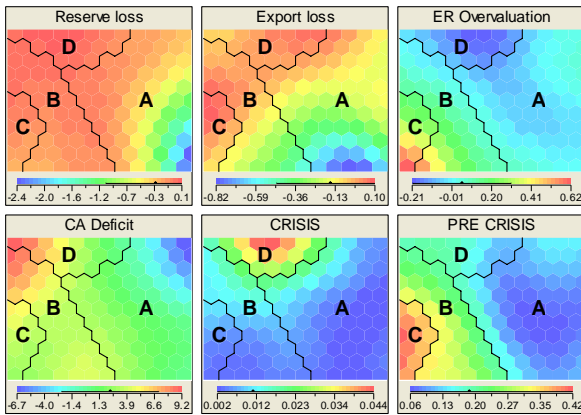 Reserve loss
D
B
A
C
-2.4 -2.0 -1.6 -1.2 -0.7 -0.3 0.1
Export loss
D
B
A
C
-0.82 -0.59 -0.36 -0.13 0.10
ER Overvaluation
D
B
A
C
-0.21 -0.01 0.20 0.41 0.62
CA Deficit
D
B
A
C
-6.7 -4.0 -1.4 1.3 3.9 6.6 9.2
CRISIS
D
B
A
C
0.002 0.012 0.023 0.034 0.044
PRE CRISIS
D
B
A
C
0.06 0.13 0.19 0.27 0.35